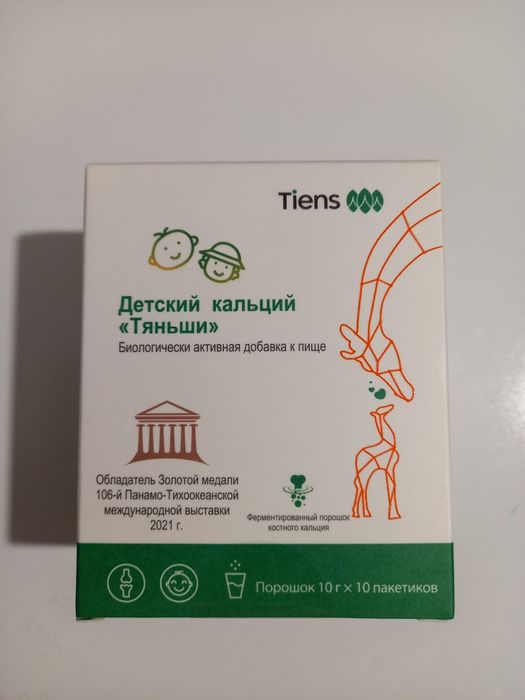 Tiens
Детский кальций
«Тяньши»
Биологически активная добавка к пище
Обладатель Золотой медали
106-й Панамо-Тихоокеанской
международной выставки
2021 г.
Ферментированный порошок
костного кальция
Порошок 10 г × 10 пакетиков